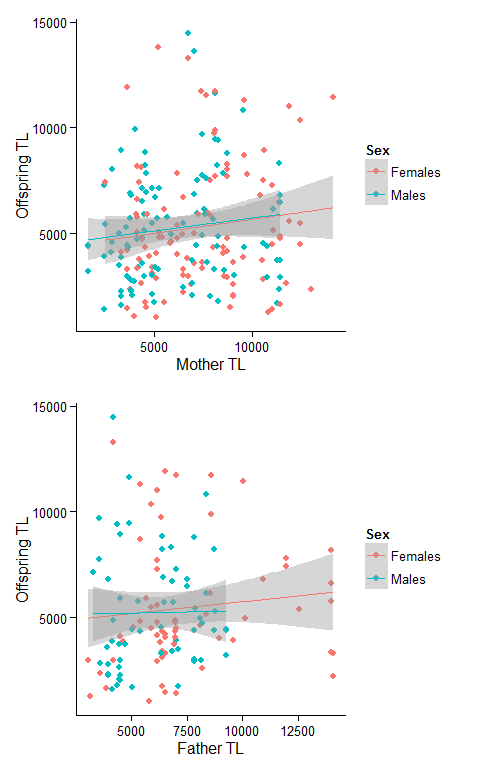 15000
10000
5000
Offspring TL
5000 10000
Mother TL
Sex
Females
Males
15000
10000
5000
Offspring TL
5000 7500 10000 12500
Father TL
Sex
Females
Males